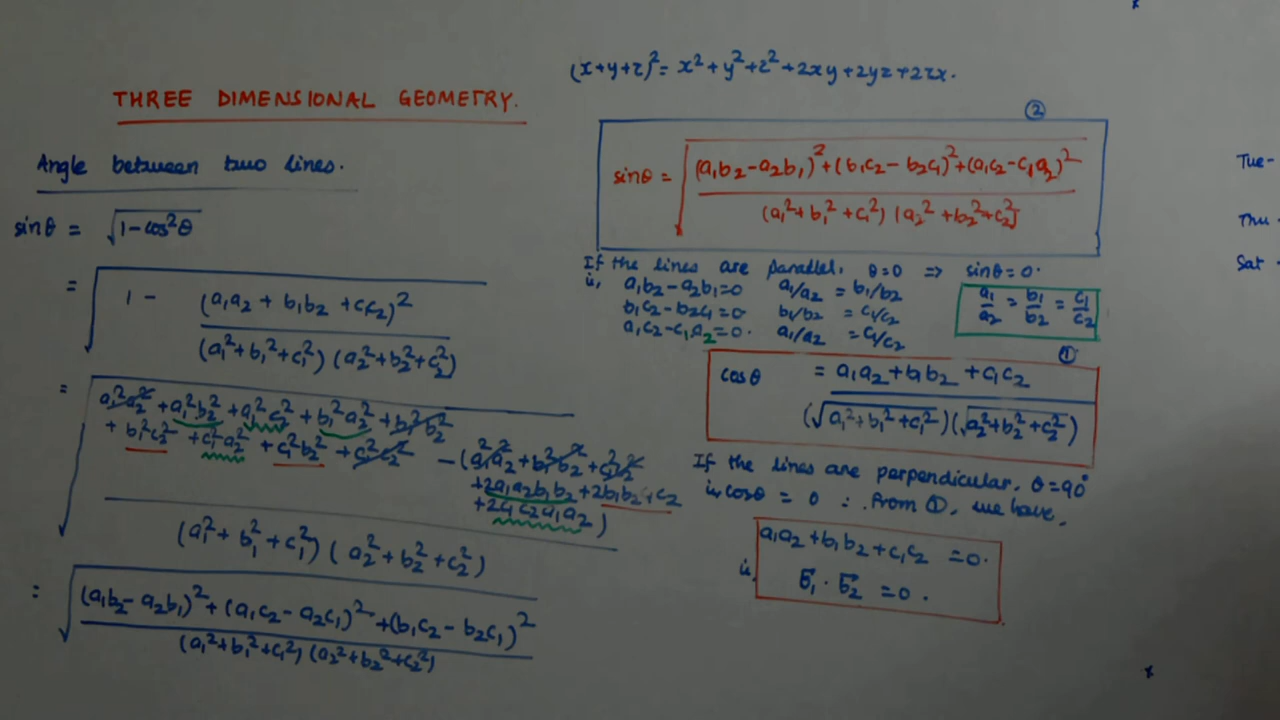 THREE DIMENSIONAL GEOMETRY.
Angle between two lines.
sinθ = √(1-cos²θ)
= √(1 - (a₁a₂ + b₁b₂ + c₁c₂)² / (a₁²+b₁²+c₁²) (a₂²+b₂²+c₂²))
= √(a₁²a₂² + a₁²b₂² + a₁²c₂² + b₁²a₂² + b₁²b₂²
+ b₁²c₂² + c₁²a₂² + c₁²b₂² + c₁²c₂² - (a₁²a₂² + b₁²b₂² + c₁²c₂²
+2a₁a₂b₁b₂ + 2b₁b₂c₁c₂
+2c₁c₂a₁a₂)
(a₁² + b₁² + c₁²) (a₂² + b₂² + c₂²)
= √((a₁b₂ - a₂b₁)² + (a₁c₂ - a₂c₁)² + (b₁c₂ - b₂c₁)²
(a₁²+b₁²+c₁²) (a₂²+b₂²+c₂²)
(x+y+z)² = x² + y² + z² + 2xy + 2yz + 2zx.
②
sinθ = √((a₁b₂-a₂b₁)² + (b₁c₂ - b₂c₁)² + (a₁c₂ - c₁a₂)²
(a₁²+b₁²+c₁²) (a₂²+b₂²+c₂²)
If the lines are parallel, θ=0 ⇒ sinθ=0.
ie, a₁b₂-a₂b₁=0 a₁/a₂ = b₁/b₂
b₁c₂-b₂c₁=0 b₁/b₂ = c₁/c₂
a₁c₂-c₁a₂=0. a₁/a₂ = c₁/c₂
a₁/a₂ = b₁/b₂ = c₁/c₂
①
cosθ = a₁a₂+b₁b₂+c₁c₂
(√a₁²+b₁²+c₁²)(√a₂²+b₂²+c₂²)
If the lines are perpendicular, θ=90°
ie cosθ = 0 ∴ From ①, we have,
a₁a₂+b₁b₂+c₁c₂ =0.
ie, b̄₁ · b̄₂ =0.
Tue-
Thu
Sat -